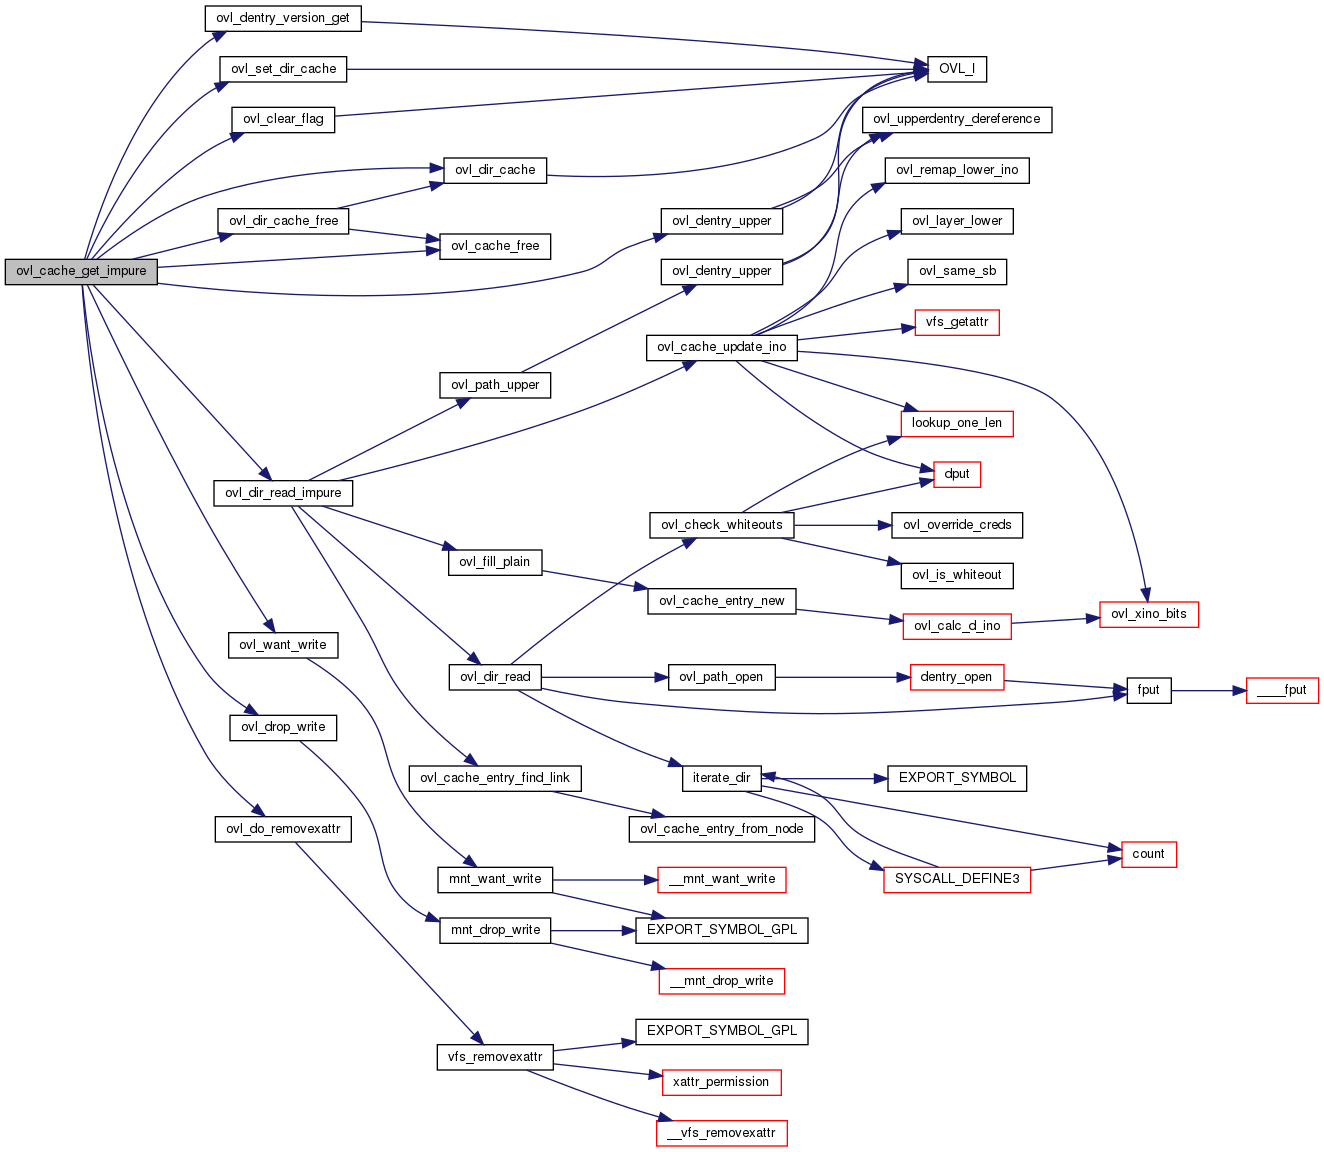 ovl_dentry_version_get
ovl_set_dir_cache
OVL_I
ovl_clear_flag
ovl_upperdentry_dereference
ovl_dir_cache
ovl_remap_lower_ino
ovl_dir_cache_free
ovl_dentry_upper
ovl_layer_lower
ovl_cache_free
ovl_cache_get_impure
ovl_dentry_upper
ovl_same_sb
vfs_getattr
ovl_cache_update_ino
ovl_path_upper
lookup_one_len
dput
ovl_dir_read_impure
ovl_check_whiteouts
ovl_override_creds
ovl_fill_plain
ovl_is_whiteout
ovl_cache_entry_new
ovl_xino_bits
ovl_calc_d_ino
ovl_want_write
ovl_dir_read
ovl_path_open
dentry_open
fput
____fput
ovl_drop_write
ovl_cache_entry_find_link
iterate_dir
EXPORT_SYMBOL
ovl_do_removexattr
ovl_cache_entry_from_node
count
mnt_want_write
__mnt_want_write
SYSCALL_DEFINE3
mnt_drop_write
EXPORT_SYMBOL_GPL
__mnt_drop_write
EXPORT_SYMBOL_GPL
vfs_removexattr
xattr_permission
__vfs_removexattr